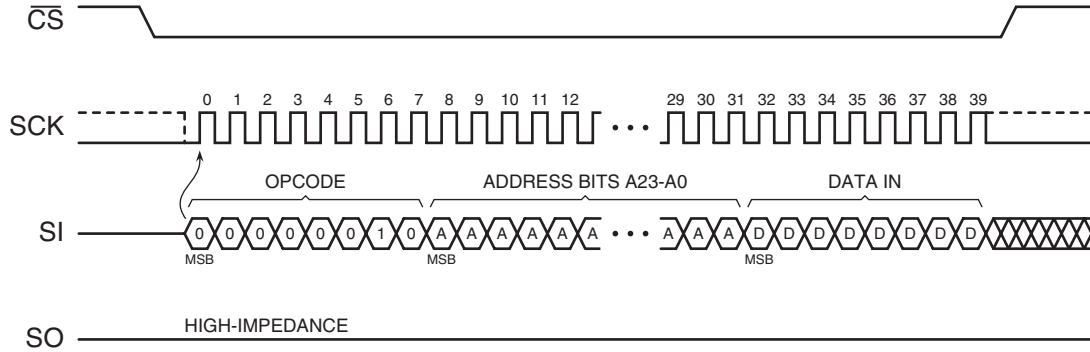 CS
SCK
0 1 2 3 4 5 6 7 8 9 10 11 12 29 30 31 32 33 34 35 36 37 38 39
OPCODE ADDRESS BITS A23-A0 DATA IN
SI
0 0 0 0 0 0 1 0 A A A A A A A A A D D D D D D D D
MSB MSB MSB
HIGH-IMPEDANCE
SO